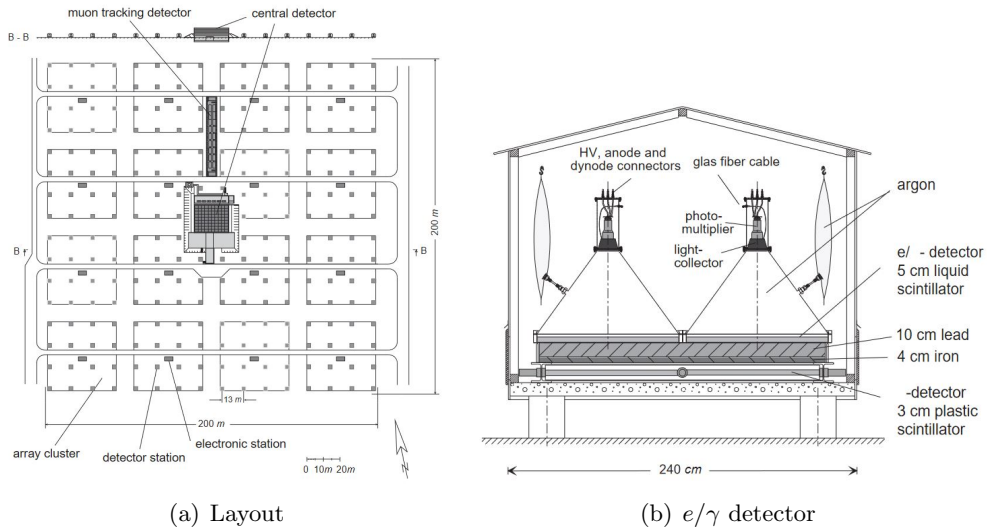 muon tracking detector
central detector
B - B
200 m
B
B
13 m
200 m
array cluster
detector station
electronic station
0 10m 20m
(a) Layout
HV, anode and
dynode connectors
glas fiber cable
photo-
multiplier
light-
collector
argon
e/ - detector
5 cm liquid
scintillator
10 cm lead
4 cm iron
-detector
3 cm plastic
scintillator
240 cm
(b) e/γ detector